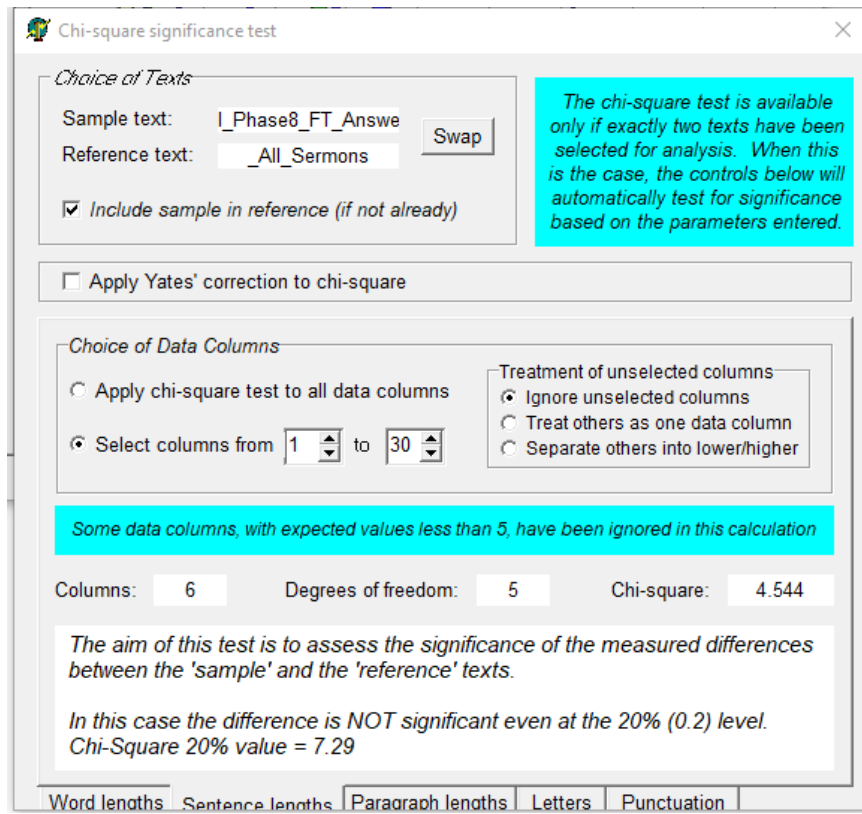 Chi-square significance test
Choice of Texts
Sample text: I_Phase8_FT_Answe
Swap
Reference text: _All_Sermons
Include sample in reference (if not already)
The chi-square test is available
only if exactly two texts have been
selected for analysis. When this
is the case, the controls below will
automatically test for significance
based on the parameters entered.
Apply Yates' correction to chi-square
Choice of Data Columns
Apply chi-square test to all data columns
Select columns from 1 to 30
Treatment of unselected columns
Ignore unselected columns
Treat others as one data column
Separate others into lower/higher
Some data columns, with expected values less than 5, have been ignored in this calculation
Columns: 6 Degrees of freedom: 5 Chi-square: 4.544
The aim of this test is to assess the significance of the measured differences
between the 'sample' and the 'reference' texts.
In this case the difference is NOT significant even at the 20% (0.2) level.
Chi-Square 20% value = 7.29
Word lengths Sentence lengths Paragraph lengths Letters Punctuation